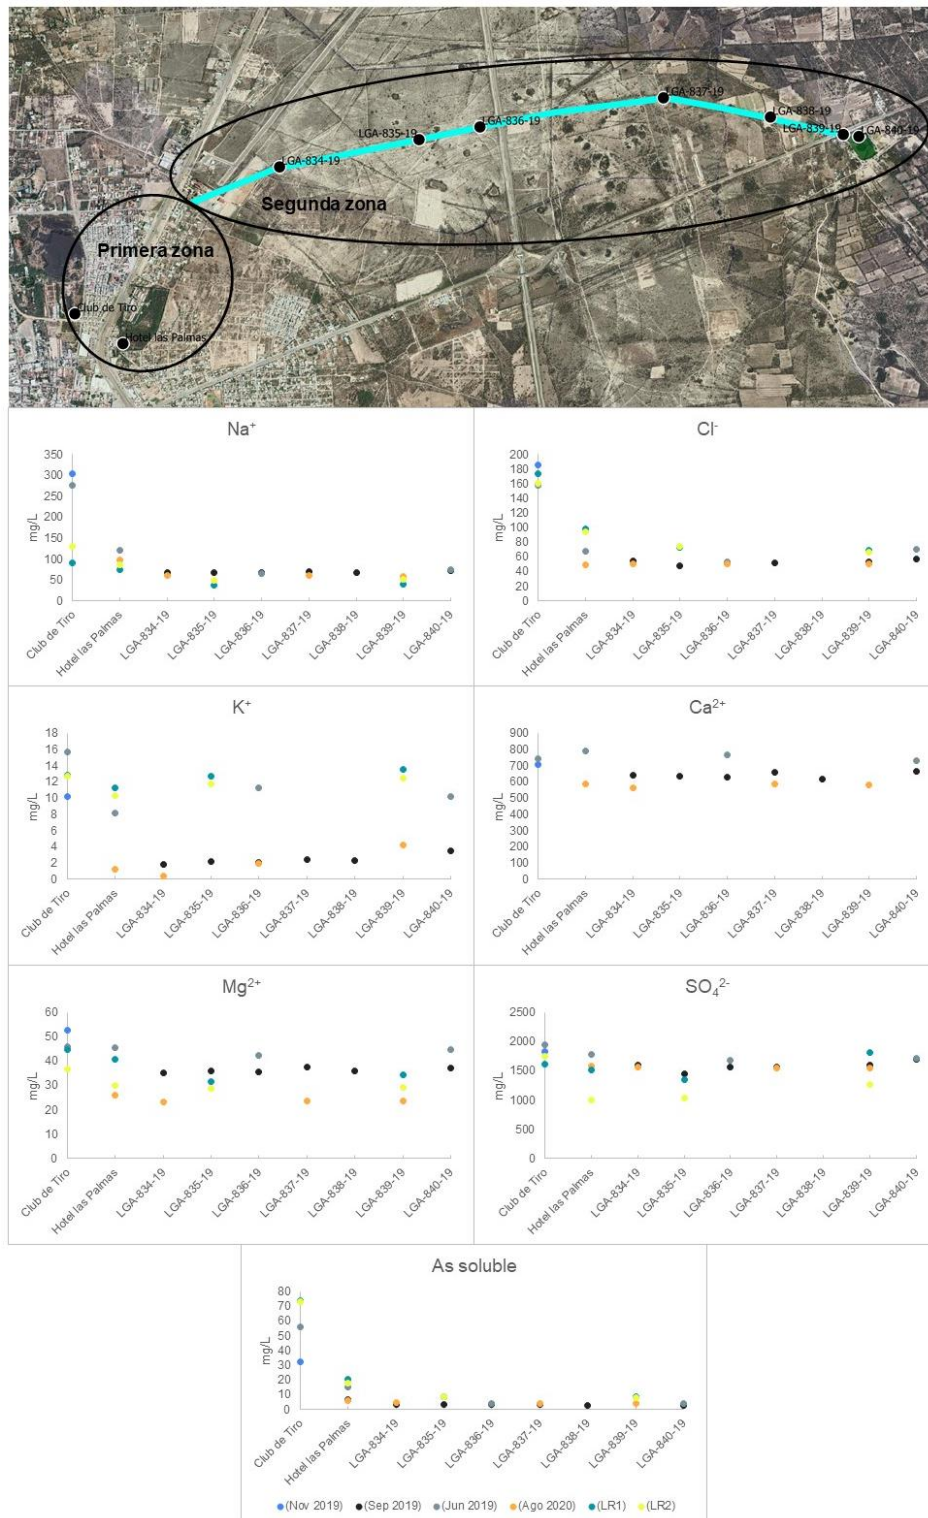 LGA-837-19
LGA-838-19
LGA-836-19
LGA-835-19
LGA-839-19
LGA-840-19
LGA-834-19
Segunda zona
Primera zona
Club de Tiro
Hotel las Palmas
Na⁺
350
300
250
200
150
100
50
0
mg/L
Club de Tiro
Hotel las Palmas
LGA-834-19
LGA-835-19
LGA-836-19
LGA-837-19
LGA-838-19
LGA-839-19
LGA-840-19
Cl⁻
200
180
160
140
120
100
80
60
40
20
0
mg/L
Club de Tiro
Hotel las Palmas
LGA-834-19
LGA-835-19
LGA-836-19
LGA-837-19
LGA-838-19
LGA-839-19
LGA-840-19
K⁺
18
16
14
12
10
8
6
4
2
0
mg/L
Club de Tiro
Hotel las Palmas
LGA-834-19
LGA-835-19
LGA-836-19
LGA-837-19
LGA-838-19
LGA-839-19
LGA-840-19
Ca²⁺
900
800
700
600
500
400
300
200
100
0
mg/L
Club de Tiro
Hotel las Palmas
LGA-834-19
LGA-835-19
LGA-836-19
LGA-837-19
LGA-838-19
LGA-839-19
LGA-840-19
Mg²⁺
60
50
40
30
20
10
0
mg/L
Club de Tiro
Hotel las Palmas
LGA-834-19
LGA-835-19
LGA-836-19
LGA-837-19
LGA-838-19
LGA-839-19
LGA-840-19
SO₄²⁻
2500
2000
1500
1000
500
0
mg/L
Club de Tiro
Hotel las Palmas
LGA-834-19
LGA-835-19
LGA-836-19
LGA-837-19
LGA-838-19
LGA-839-19
LGA-840-19
As soluble
80
70
60
50
40
30
20
10
0
mg/L
Club de Tiro
Hotel las Palmas
LGA-834-19
LGA-835-19
LGA-836-19
LGA-837-19
LGA-838-19
LGA-839-19
LGA-840-19
(Nov 2019) (Sep 2019) (Jun 2019) (Ago 2020) (LR1) (LR2)